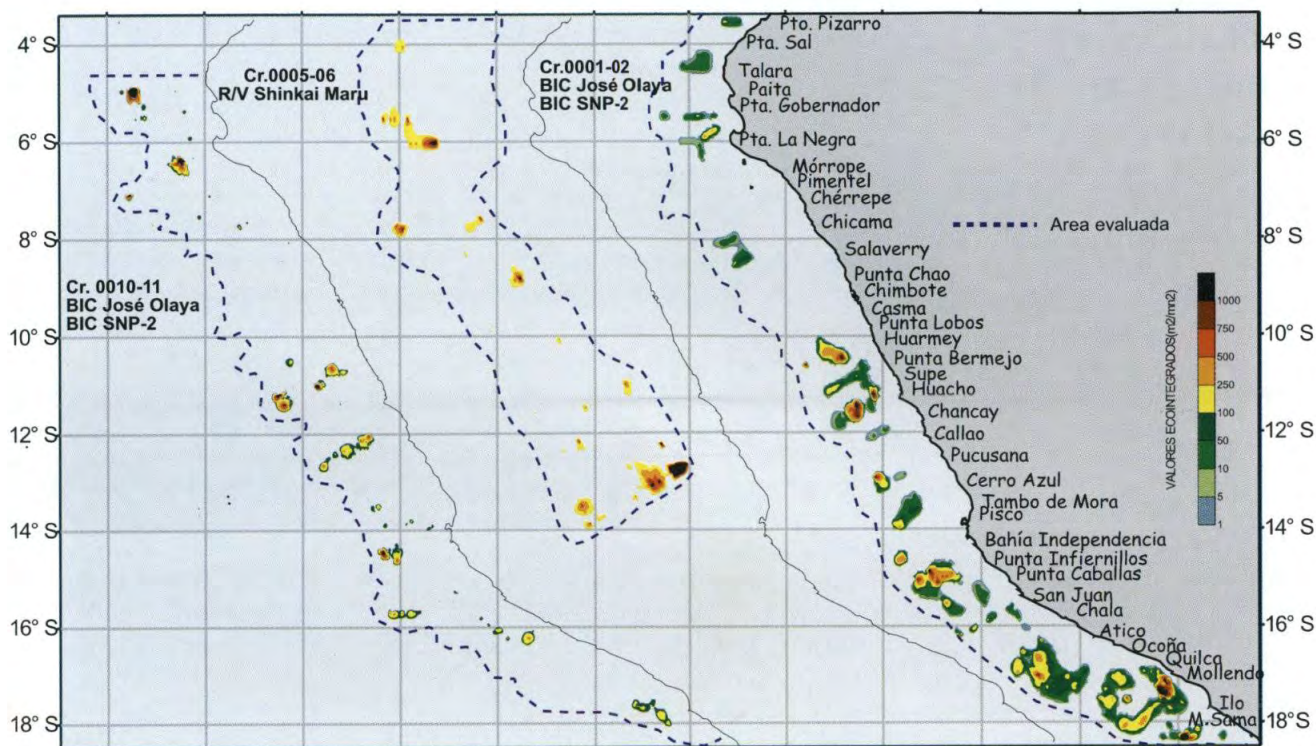 4° S
6° S
8° S
10° S
12° S
14° S
16° S
18° S
Cr.0005-06
R/V Shinkai Maru
Cr.0001-02
BIC José Olaya
BIC SNP-2
Cr. 0010-11
BIC José Olaya
BIC SNP-2
Pto. Pizarro
Pta. Sal
Talara
Paita
Pta. Gobernador
Pta. La Negra
Mórrope
Pimentel
Chérrepe
Chicama
Salaverry
Punta Chao
Chimbote
Casma
Punta Lobos
Huarmey
Punta Bermejo
Supe
Huacho
Chancay
Callao
Pucusana
Cerro Azul
Tambo de Mora
Pisco
Bahía Independencia
Punta Infiernillos
Punta Caballas
San Juan
Chala
Atico
Ocoña
Quilca
Mollendo
Ilo
M.Sama
Area evaluada
VALORES ECOINTEGRADOS(m2/mn2)
1000
750
500
250
100
50
10
5
1
4° S
6° S
8° S
10° S
12° S
14° S
16° S
18° S